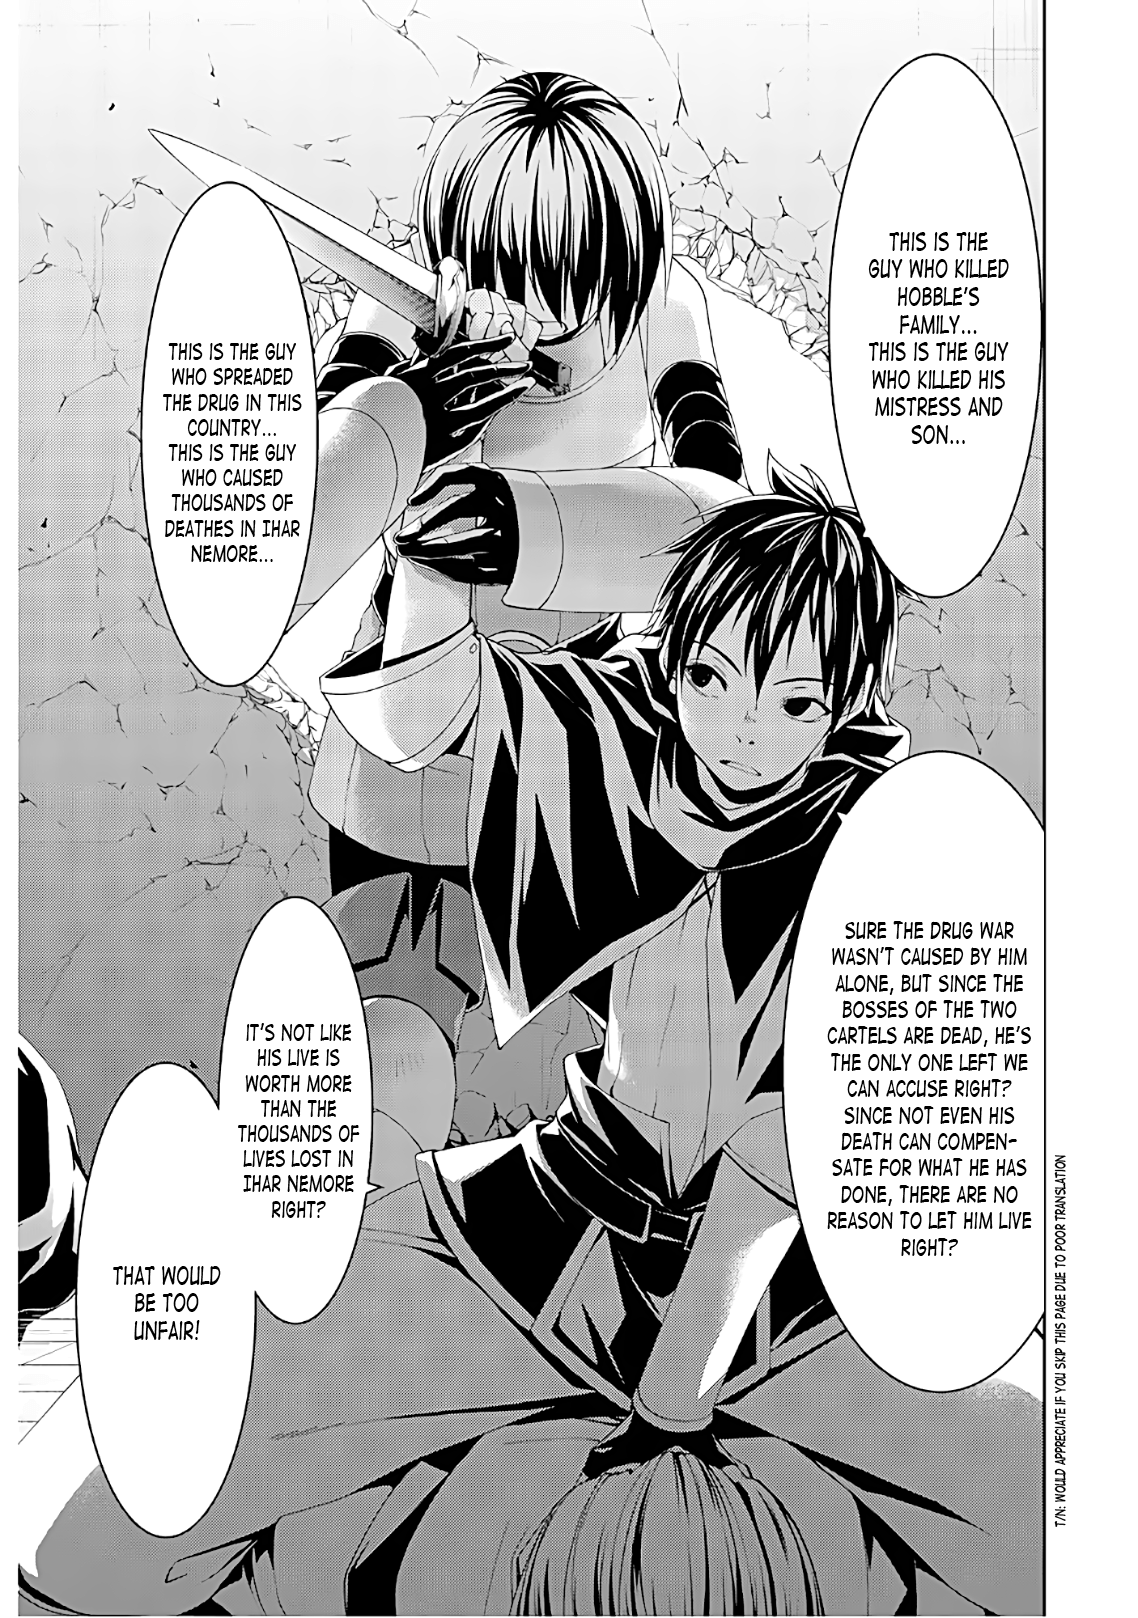 THIS IS THE
GUY WHO KILLED
HOBBLE'S
FAMILY...
THIS IS THE GUY
WHO KILLED HIS
MISTRESS AND
SON...
THIS IS THE GUY
WHO SPREADED
THE DRUG IN THIS
COUNTRY...
THIS IS THE GUY
WHO CAUSED
THOUSANDS OF
DEATHES IN IHAR
NEMORE...
SURE THE DRUG WAR
WASN'T CAUSED BY HIM
ALONE, BUT SINCE THE
BOSSES OF THE TWO
CARTELS ARE DEAD, HE'S
THE ONLY ONE LEFT WE
CAN ACCUSE RIGHT?
SINCE NOT EVEN HIS
DEATH CAN COMPEN-
SATE FOR WHAT HE HAS
DONE, THERE ARE NO
REASON TO LET HIM LIVE
RIGHT?
IT'S NOT LIKE
HIS LIVE IS
WORTH MORE
THAN THE
THOUSANDS OF
LIVES LOST IN
IHAR NEMORE
RIGHT?
THAT WOULD
BE TOO
UNFAIR!
T/N: WOULD APPRECIATE IF YOU SKIP THIS PAGE DUE TO POOR TRANSLATION